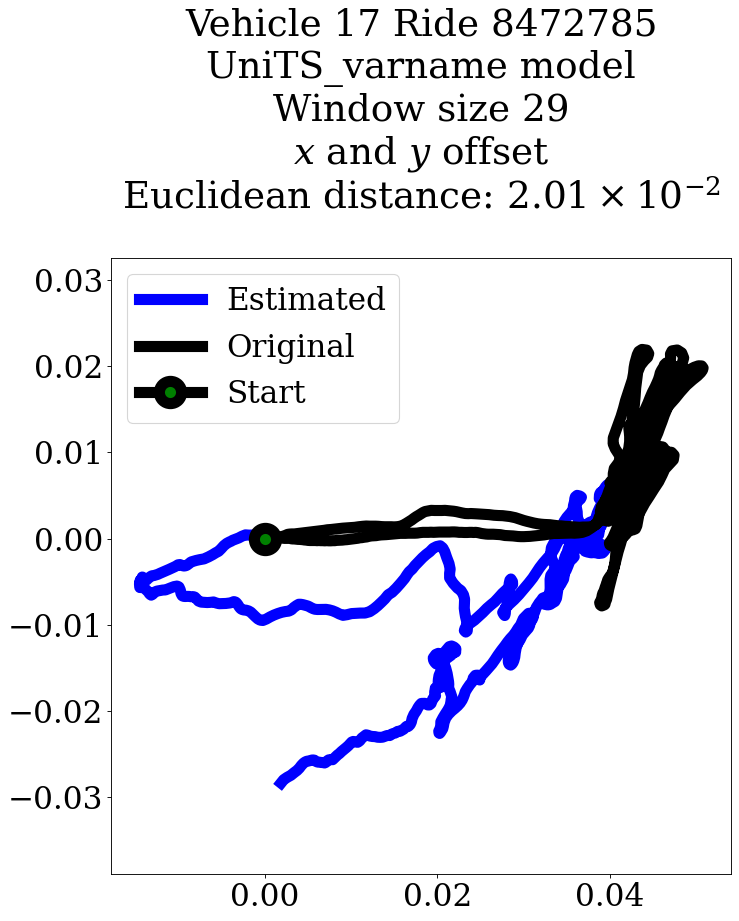 Vehicle 17 Ride 8472785
UniTS_varname model
Window size 29
x and y offset
Euclidean distance: 2.01 × 10⁻²
Estimated
Original
Start
0.03
0.02
0.01
0.00
−0.01
−0.02
−0.03
0.00 0.02 0.04